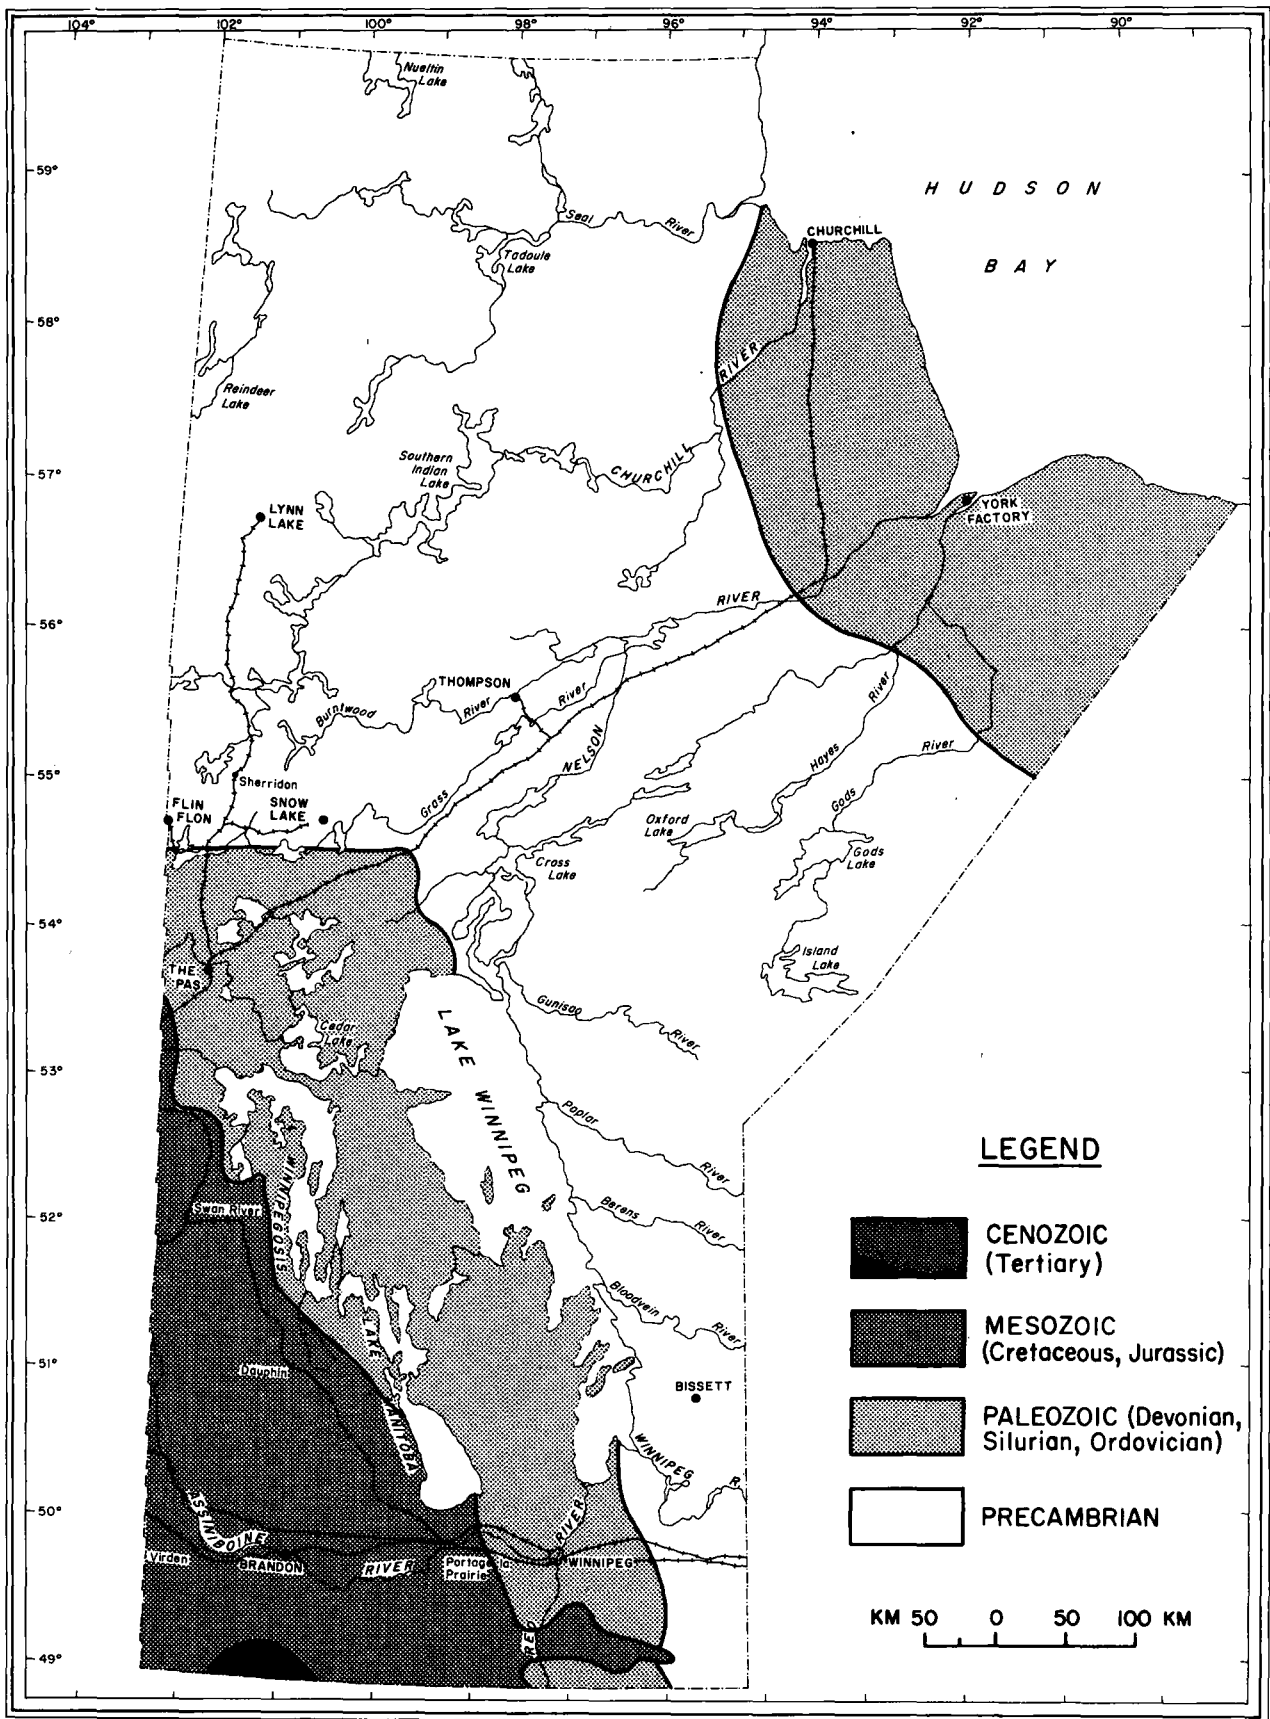 104° 102° 100° 98° 96° 94° 92° 90°
Nueltin
Lake
59°
HUDSON
BAY
Seal River
CHURCHILL
Tadoule
Lake
58°
RIVER
Reindeer
Lake
Southern
Indian
Lake
57°
CHURCHILL
LYNN
LAKE
YORK
FACTORY
RIVER
56°
THOMPSON
River
River
Burntwood
River
NELSON
Hayes
River
55°
Sherridon
Grass
FLIN
FLON
SNOW
LAKE
Gods
Oxford
Lake
Gods
Lake
Cross
Lake
54°
THE
PAS
Island
Lake
Gunisao
River
Cedar
Lake
LAKE WINNIPEG
53°
Poplar
River
WINNIPEGOSIS
LEGEND
52°
Swan River
Berens
River
CENOZOIC
(Tertiary)
Bloodvein
River
MESOZOIC
(Cretaceous, Jurassic)
51°
LAKE
Dauphin
BISSETT
ANITOBA
PALEOZOIC (Devonian,
Silurian, Ordovician)
WINNIPEG
R.
50°
PRECAMBRIAN
ASSINIBOINE
RIVER
Virden
BRANDON
RIVER
Portage la
Prairie
WINNIPEG
KM 50 0 50 100 KM
RED
49°